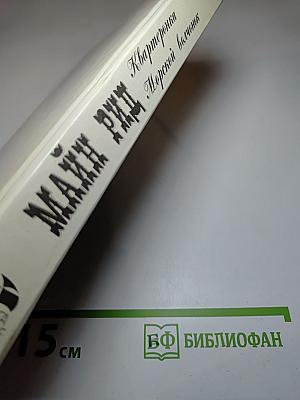 МАЙН РИД
Квартеронка
Морской волчонок
15 см
БФ БИБЛИОФАН